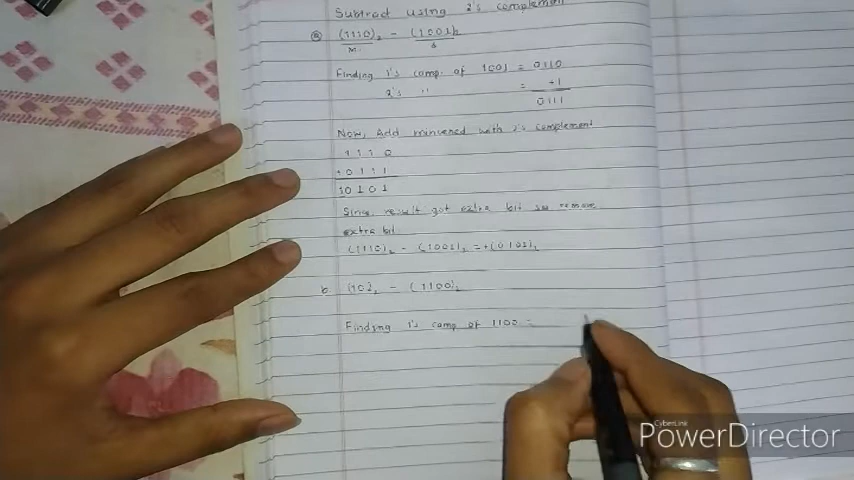 Subtract using 2's complement
a (1110)₂ - (1001)₂
M. S
Finding 1's comp. of 1001 = 0110
2's " = +1
0111
Now, Add minuend with 2's complement
1 1 1 0
+0 1 1 1
10 1 0 1
Since, result got extra bit so remove
extra bit
(1110)₂ - (1001)₂ = +(0101)₂
b (10)₂ - (1100)₂
Finding 1's comp of 1100 =
CyberLink
PowerDirector